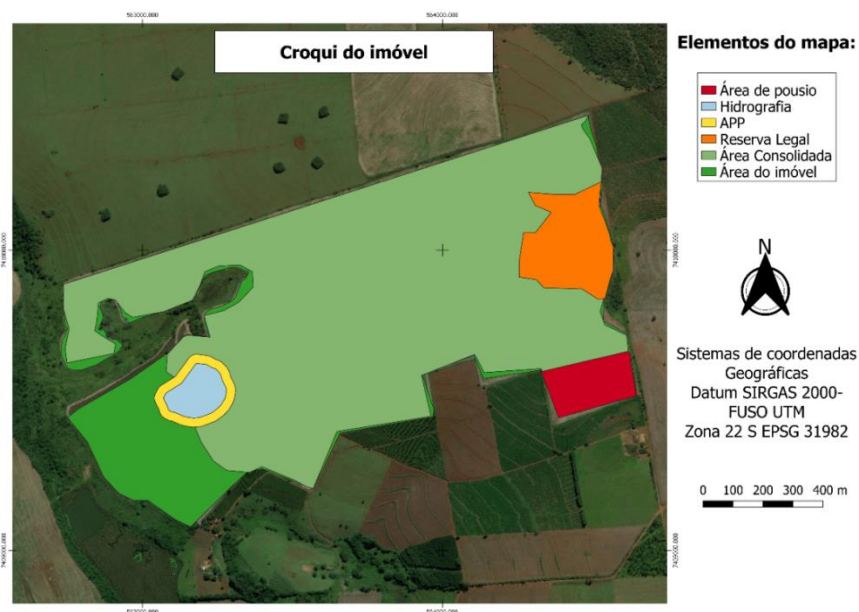 563000.000 564000.000
Croqui do imóvel
Elementos do mapa:
Área de pousio
Hidrografia
APP
Reserva Legal
Área Consolidada
Área do imóvel
N
Sistemas de coordenadas
Geográficas
Datum SIRGAS 2000-
FUSO UTM
Zona 22 S EPSG 31982
0 100 200 300 400 m